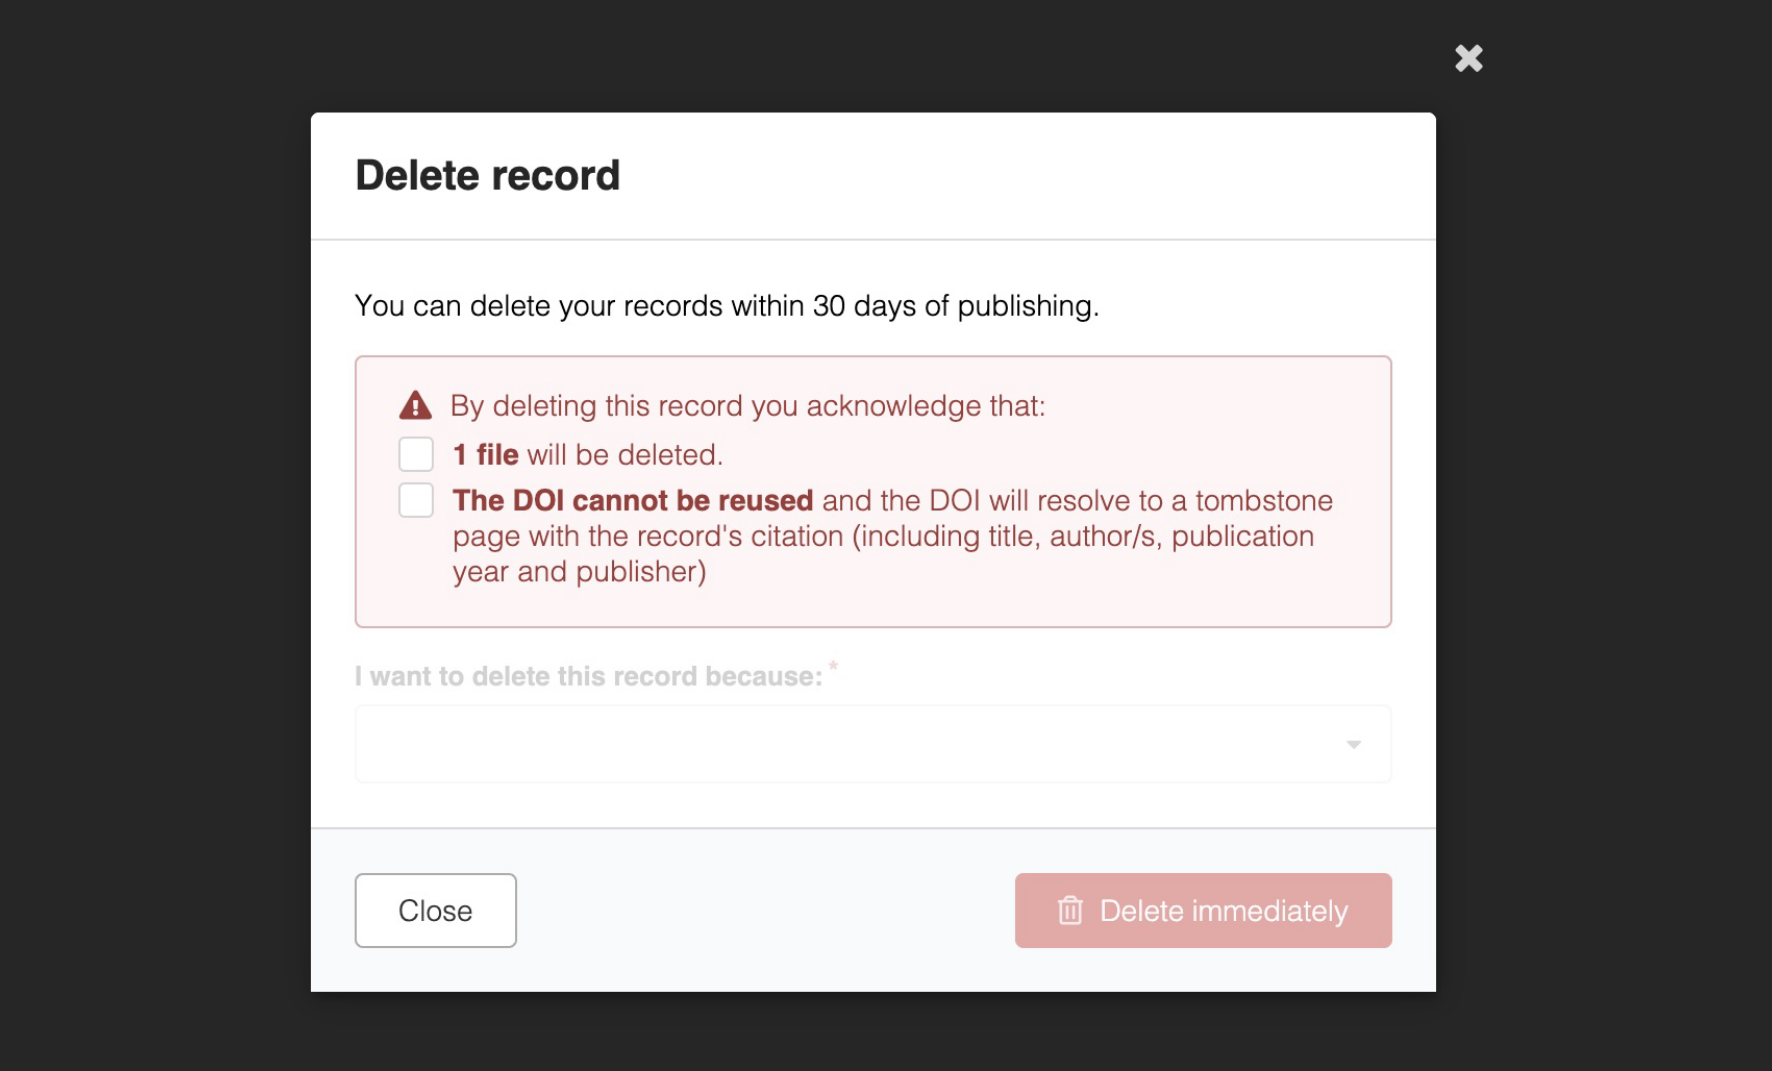 Delete record
You can delete your records within 30 days of publishing.
By deleting this record you acknowledge that:
1 file will be deleted.
The DOI cannot be reused and the DOI will resolve to a tombstone
page with the record's citation (including title, author/s, publication
year and publisher)
I want to delete this record because: *
Close
Delete immediately